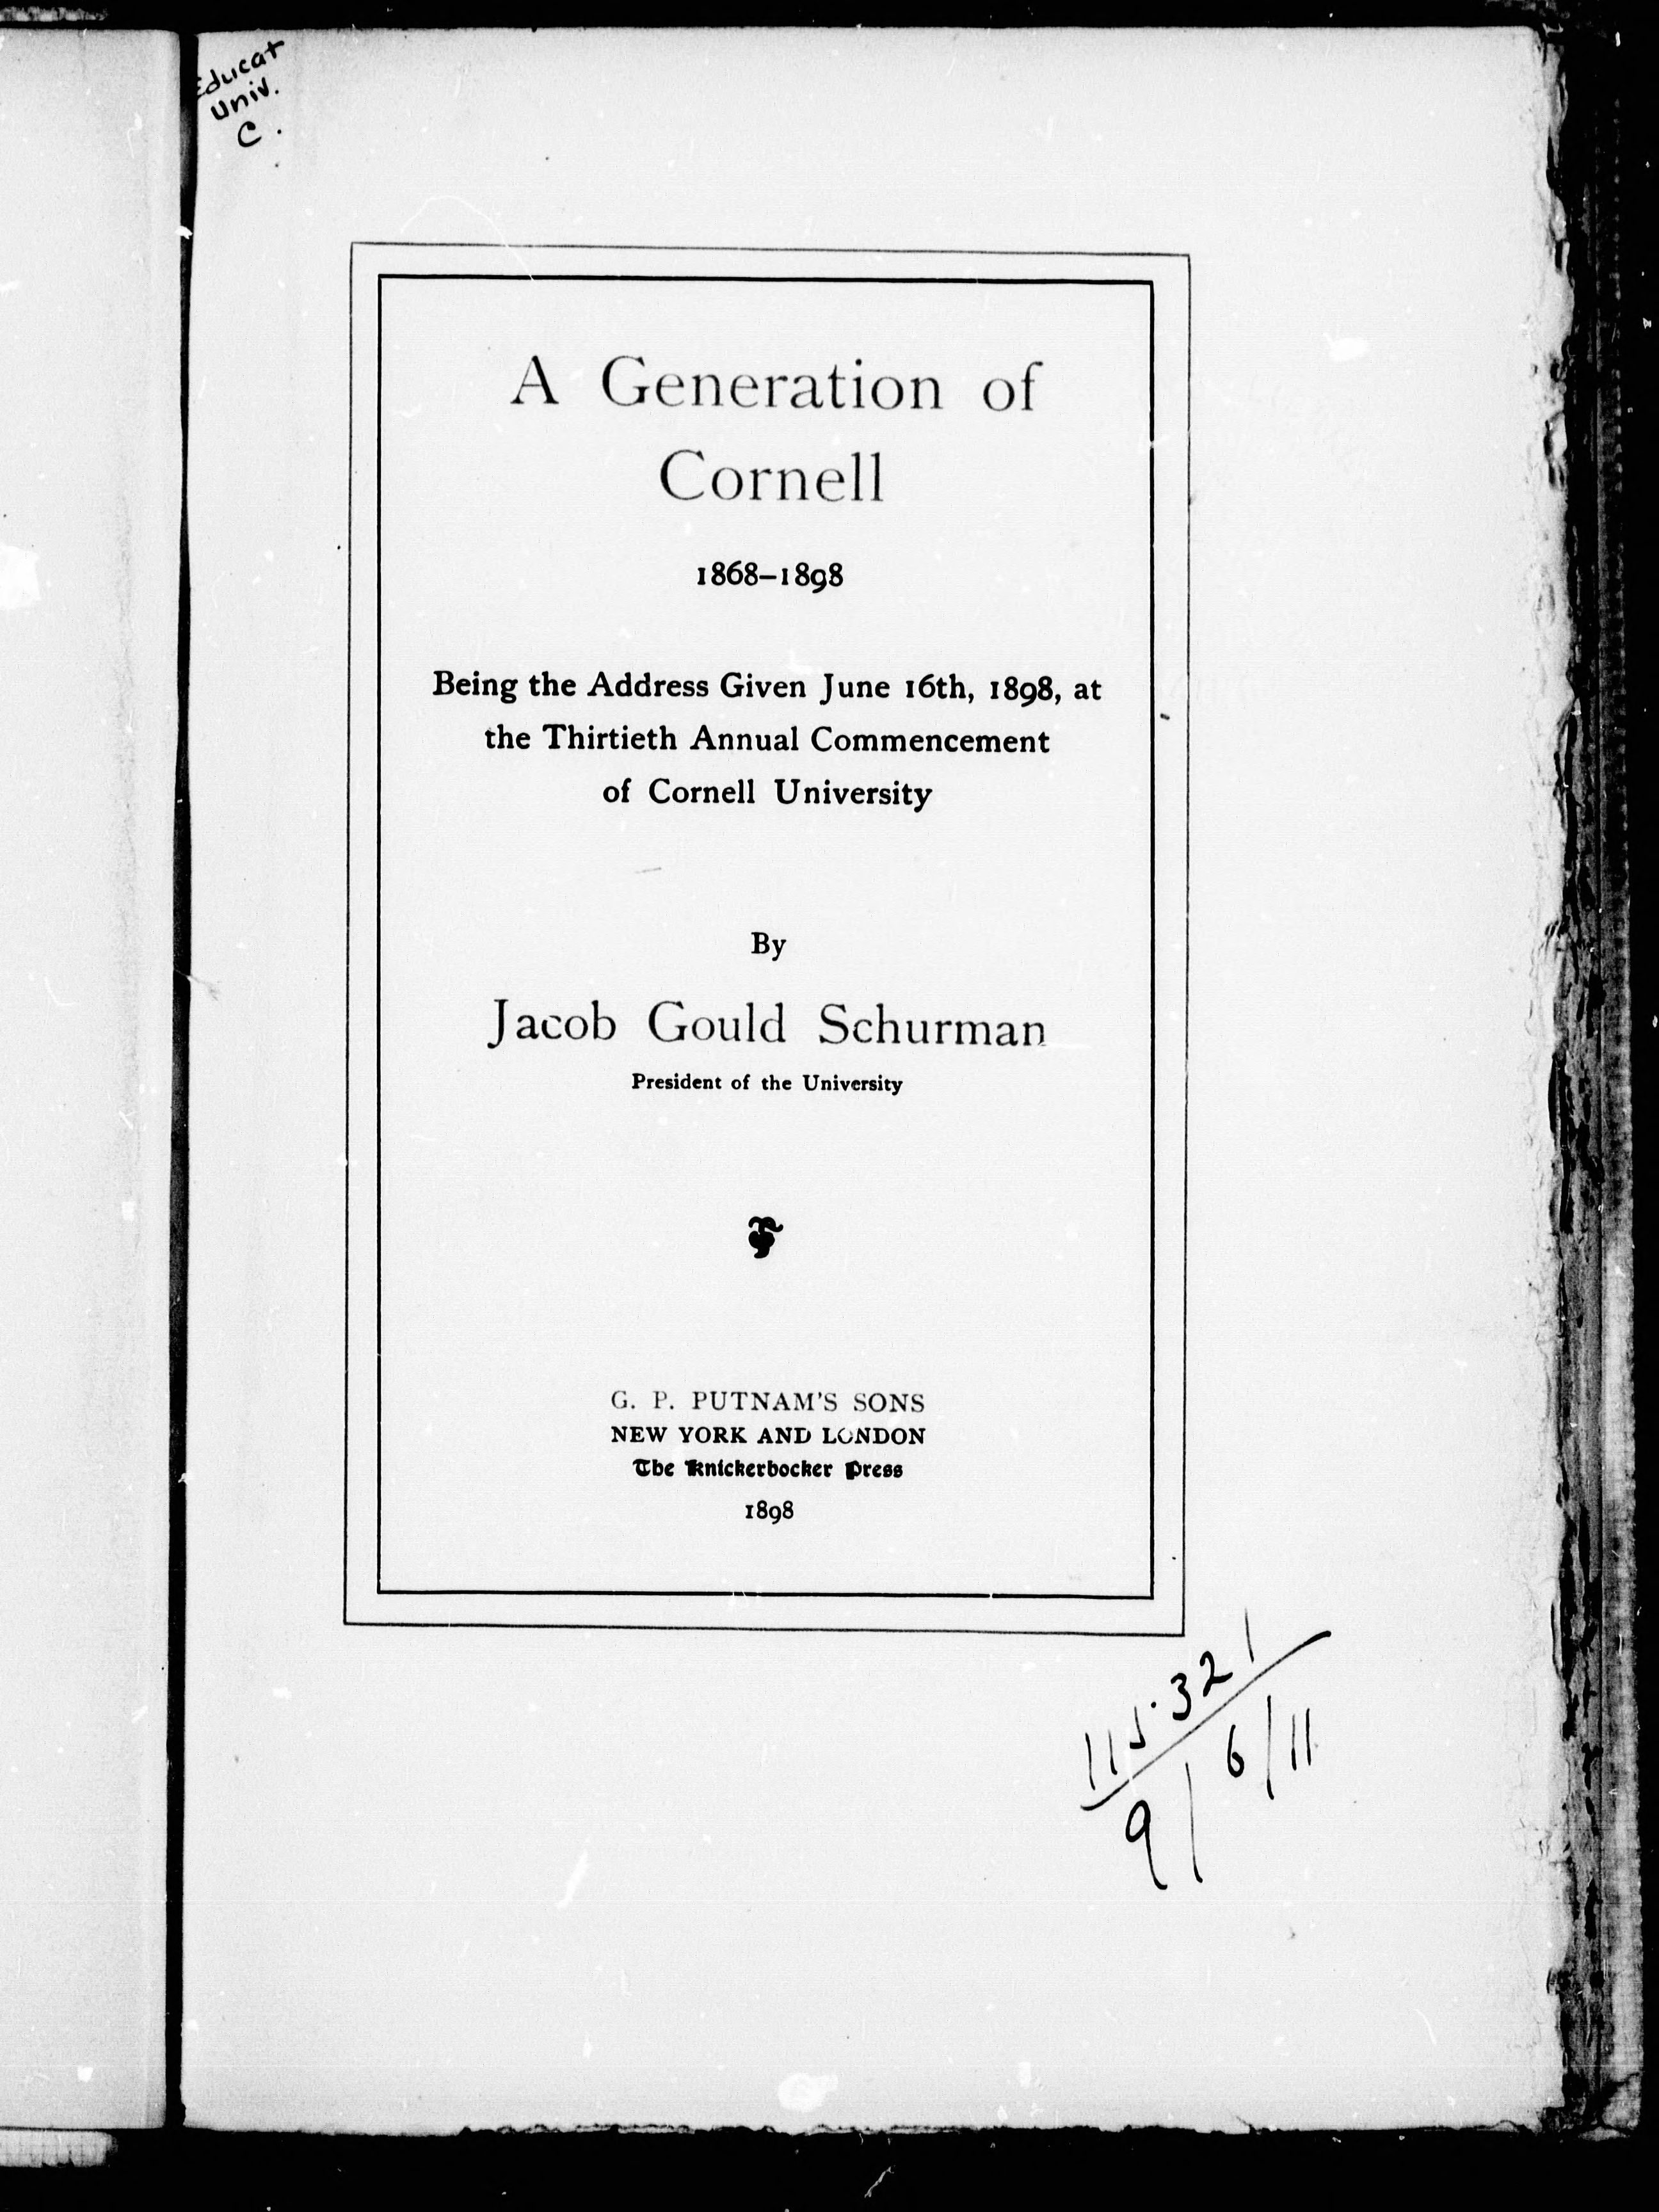 Educat
Univ.
C.
A Generation of
Cornell
1868–1898
Being the Address Given June 16th, 1898, at
the Thirtieth Annual Commencement
of Cornell University
By
Jacob Gould Schurman
President of the University
G. P. PUTNAM'S SONS
NEW YORK AND LONDON
The Knickerbocker Press
1898
115·321
9/6/11